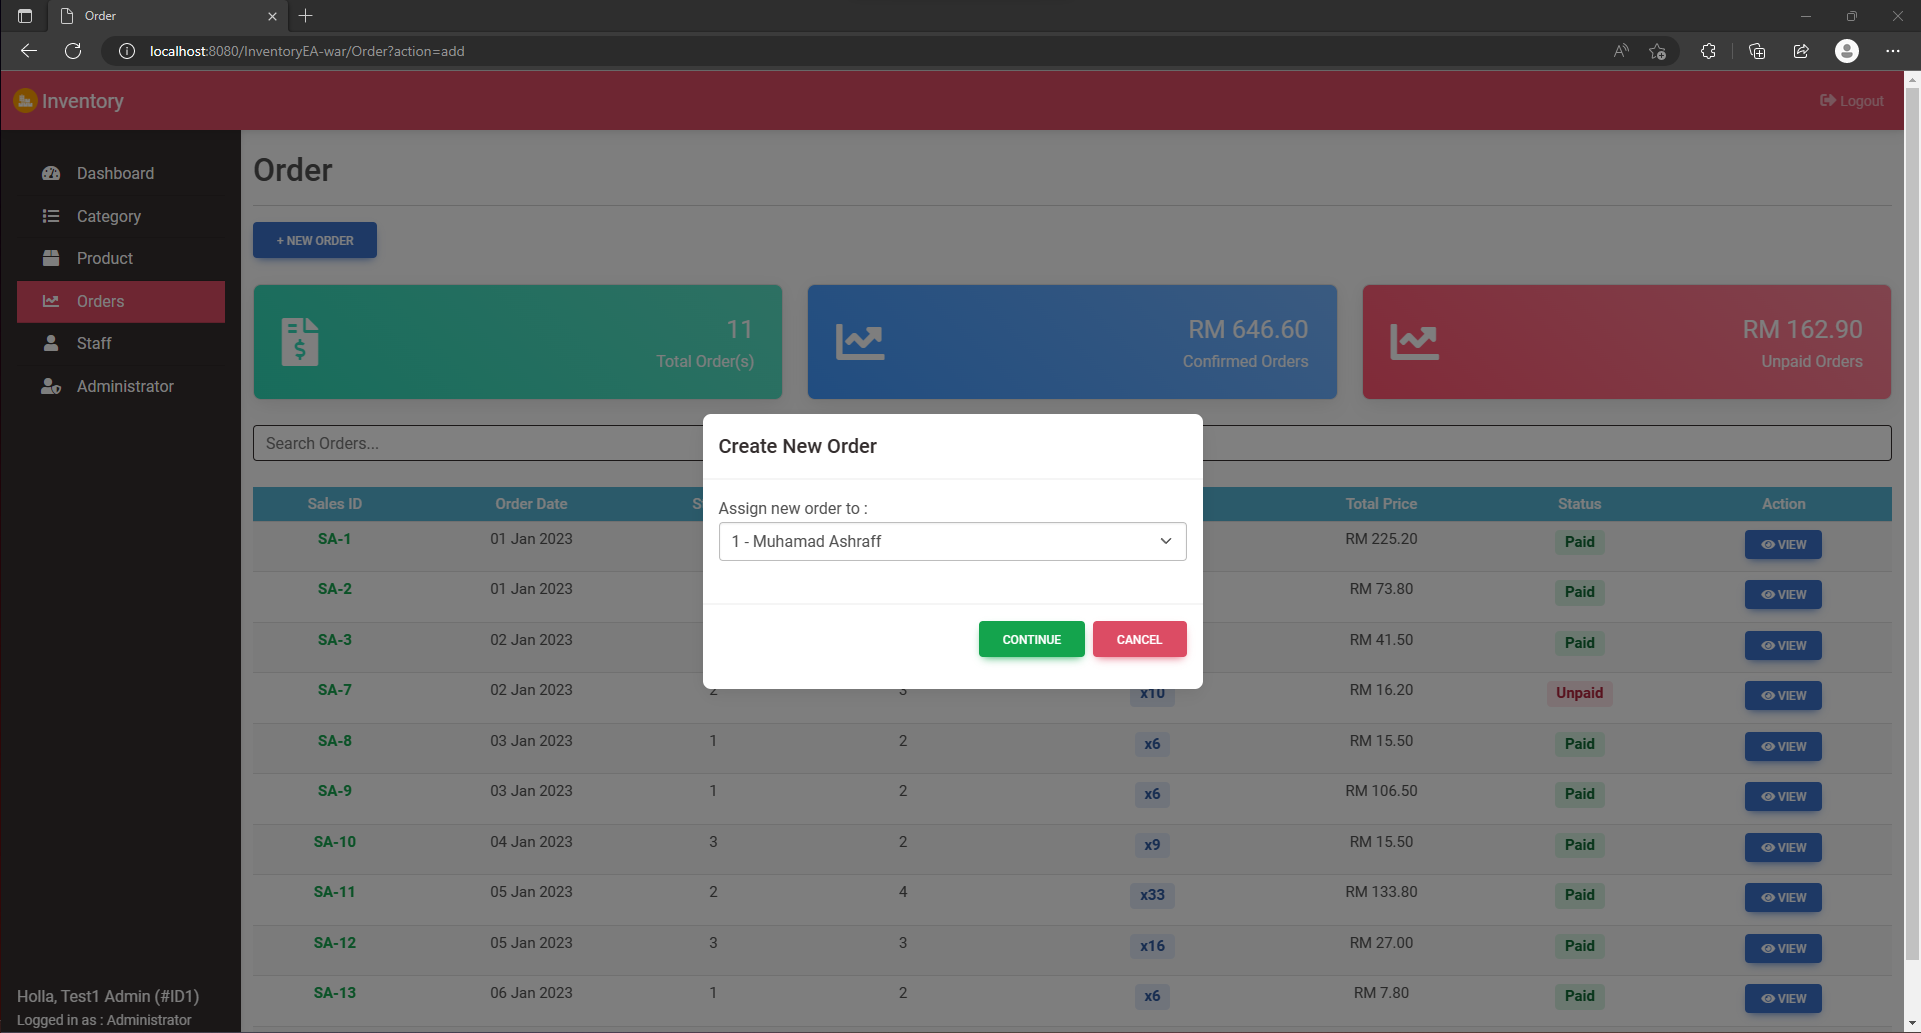 Order
localhost:8080/InventoryEA-war/Order?action=add
Inventory
Logout
Dashboard
Category
Product
Orders
Staff
Administrator
Holla, Test1 Admin (#ID1)
Logged in as : Administrator
Order
+ NEW ORDER
11
Total Order(s)
RM 646.60
Confirmed Orders
RM 162.90
Unpaid Orders
Search Orders...
Create New Order
Assign new order to :
1 - Muhamad Ashraff
CONTINUE CANCEL
Sales ID Order Date Total Price Status Action
SA-1 01 Jan 2023 RM 225.20 Paid VIEW
SA-2 01 Jan 2023 RM 73.80 Paid VIEW
SA-3 02 Jan 2023 RM 41.50 Paid VIEW
SA-7 02 Jan 2023 2 3 x10 RM 16.20 Unpaid VIEW
SA-8 03 Jan 2023 1 2 x6 RM 15.50 Paid VIEW
SA-9 03 Jan 2023 1 2 x6 RM 106.50 Paid VIEW
SA-10 04 Jan 2023 3 2 x9 RM 15.50 Paid VIEW
SA-11 05 Jan 2023 2 4 x33 RM 133.80 Paid VIEW
SA-12 05 Jan 2023 3 3 x16 RM 27.00 Paid VIEW
SA-13 06 Jan 2023 1 2 x6 RM 7.80 Paid VIEW